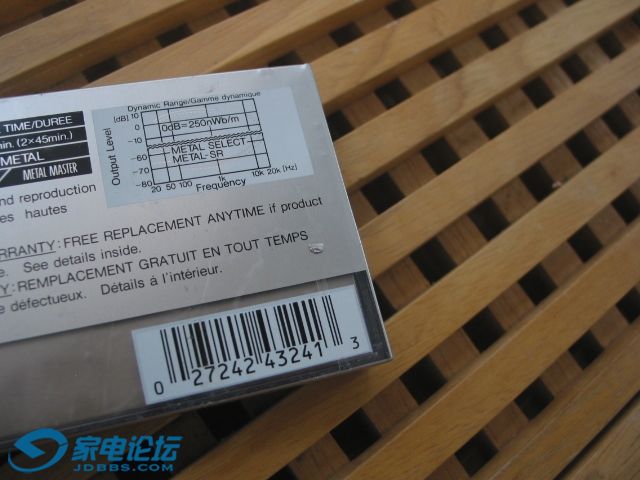 TIME/DUREE
min. (2×45min.)
METAL
METAL MASTER
Dynamic Range/Gamme dynamique
[dB] 10
0
-10
-60
-70
-80
Output Level
0dB=250nWb/m
METAL SELECT
METAL-SR
20 50 100 1k 10k 20k [Hz]
Frequency
nd reproduction
es hautes
ARRANTY: FREE REPLACEMENT ANYTIME if product
e. See details inside.
Y: REMPLACEMENT GRATUIT EN TOUT TEMPS
e défectueux. Détails à l'intérieur.
0 27242 43241 3
家电论坛
JDBBS.COM